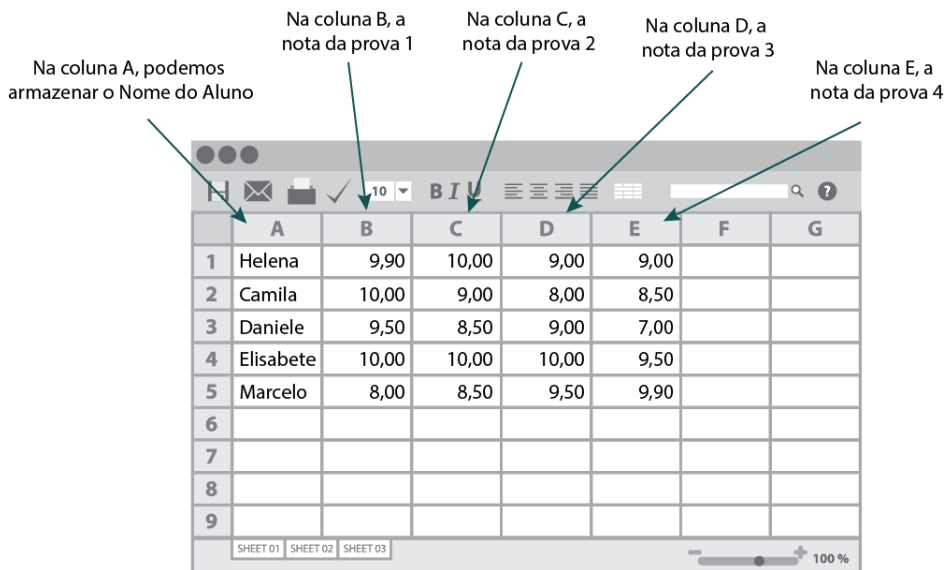 Na coluna A, podemos
armazenar o Nome do Aluno
Na coluna B, a
nota da prova 1
Na coluna C, a
nota da prova 2
Na coluna D, a
nota da prova 3
Na coluna E, a
nota da prova 4
10 B I U ?
A B C D E F G
1 Helena 9,90 10,00 9,00 9,00
2 Camila 10,00 9,00 8,00 8,50
3 Daniele 9,50 8,50 9,00 7,00
4 Elisabete 10,00 10,00 10,00 9,50
5 Marcelo 8,00 8,50 9,50 9,90
6
7
8
9
SHEET 01 SHEET 02 SHEET 03 100 %